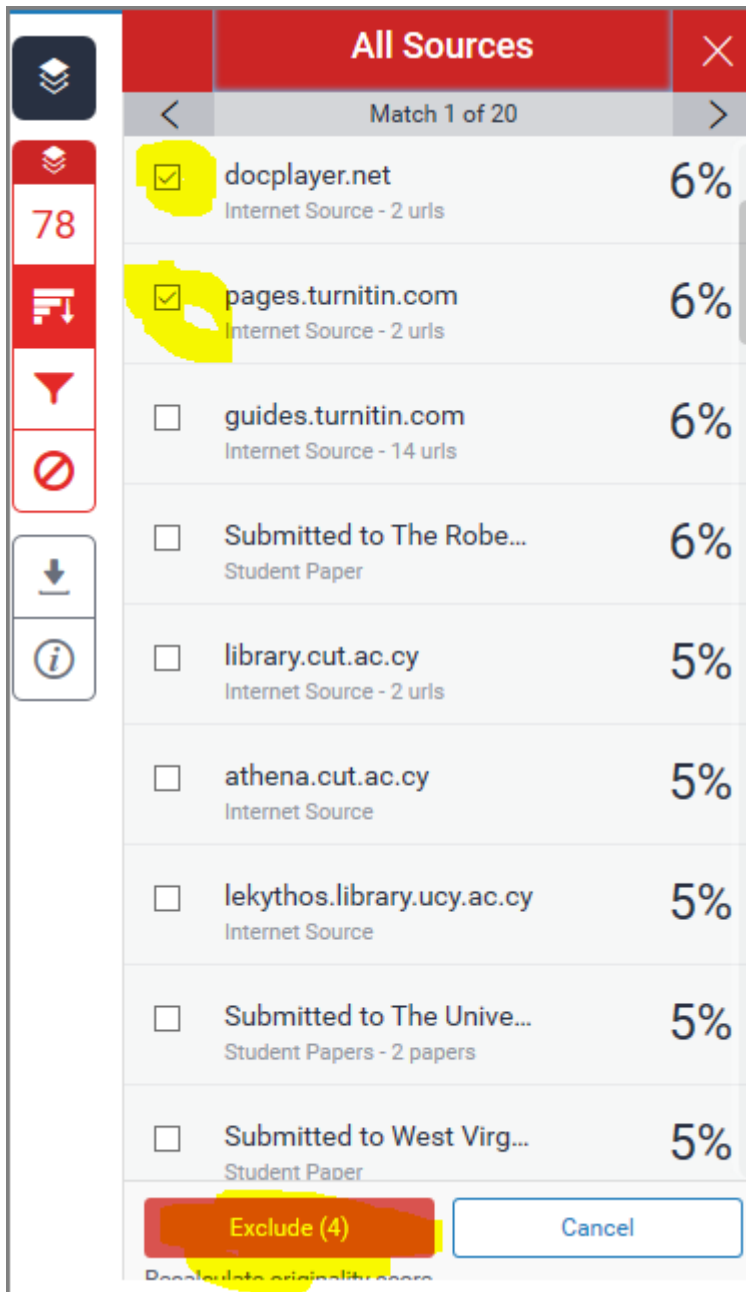 All Sources
Match 1 of 20
78
docplayer.net 6%
Internet Source - 2 urls
pages.turnitin.com 6%
Internet Source - 2 urls
guides.turnitin.com 6%
Internet Source - 14 urls
Submitted to The Robe... 6%
Student Paper
library.cut.ac.cy 5%
Internet Source - 2 urls
athena.cut.ac.cy 5%
Internet Source
lekythos.library.ucy.ac.cy 5%
Internet Source
Submitted to The Unive... 5%
Student Papers - 2 papers
Submitted to West Virg... 5%
Student Paper
Exclude (4) Cancel
Recalculate originality score